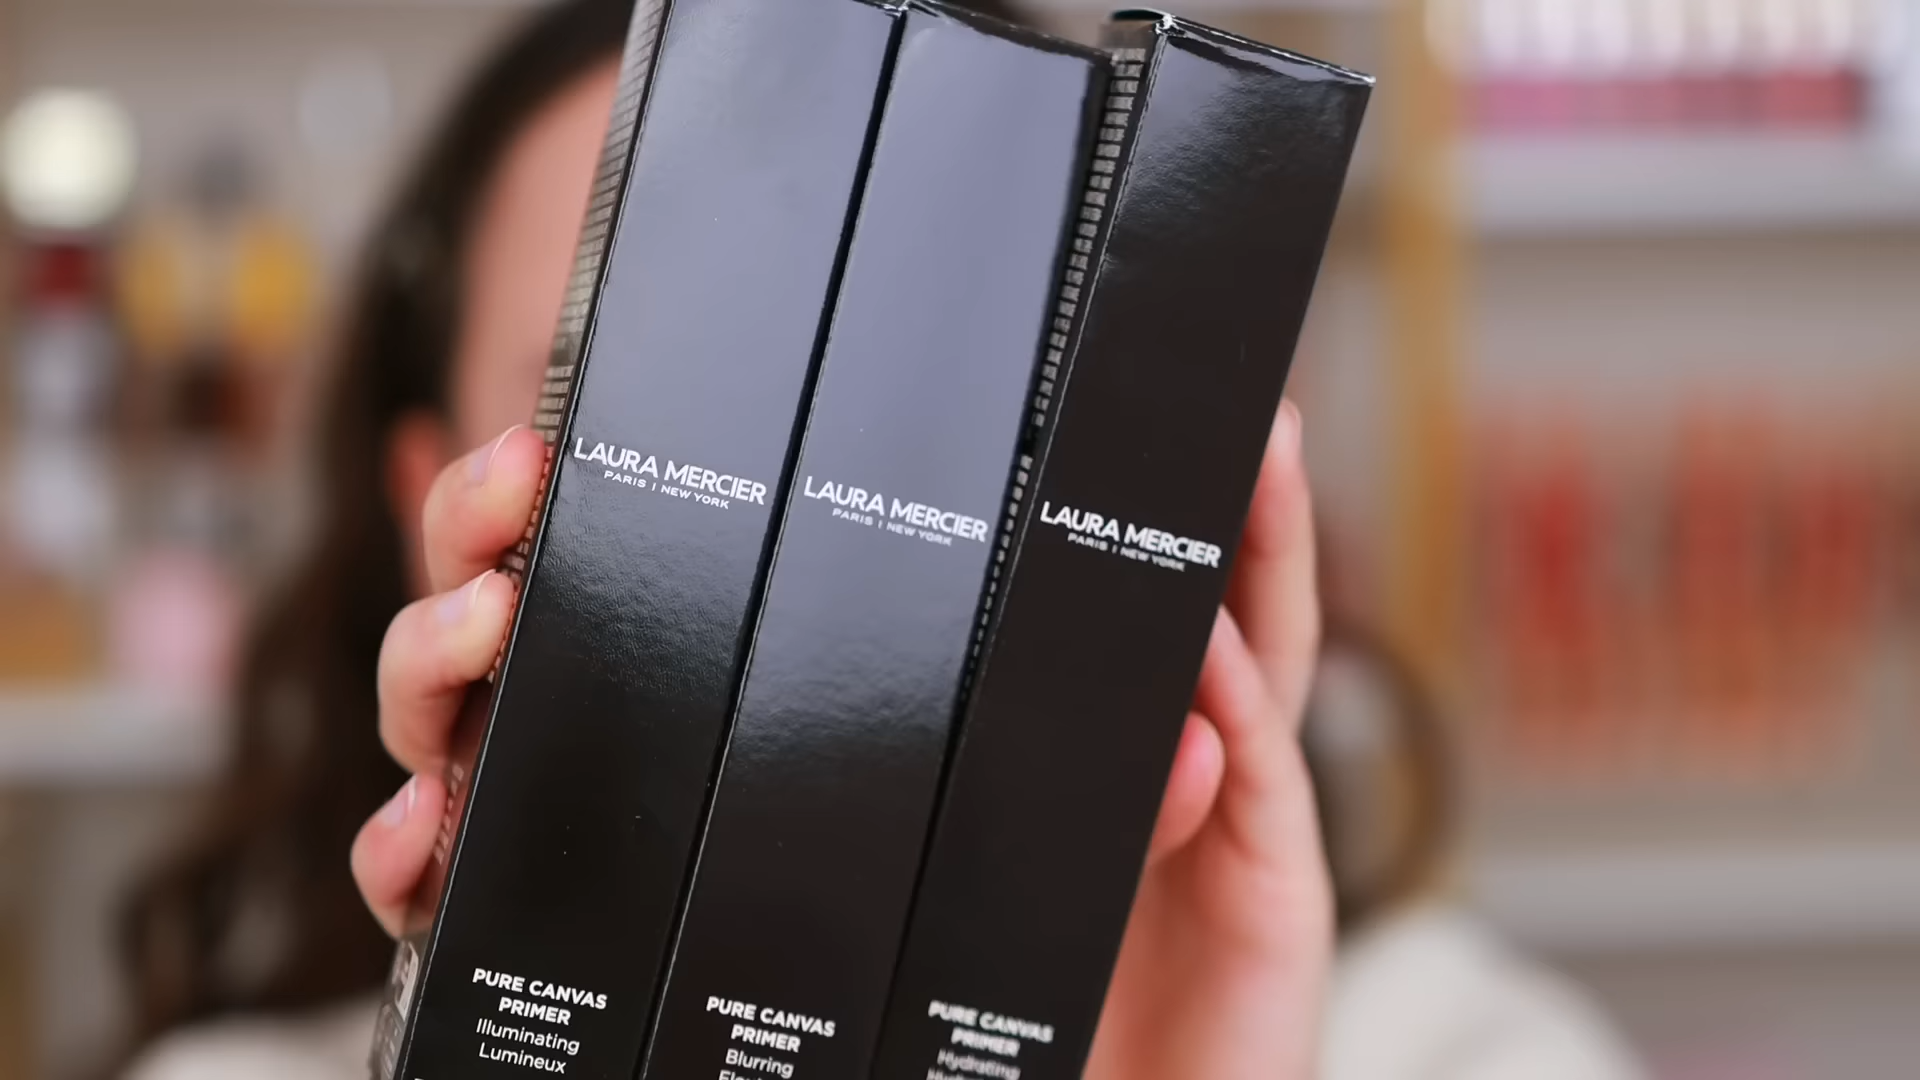 LAURA MERCIER
PARIS | NEW YORK
PURE CANVAS
PRIMER
Illuminating
Lumineux
LAURA MERCIER
PARIS | NEW YORK
PURE CANVAS
PRIMER
Blurring
LAURA MERCIER
PARIS | NEW YORK
PURE CANVAS
PRIMER
Hydrating